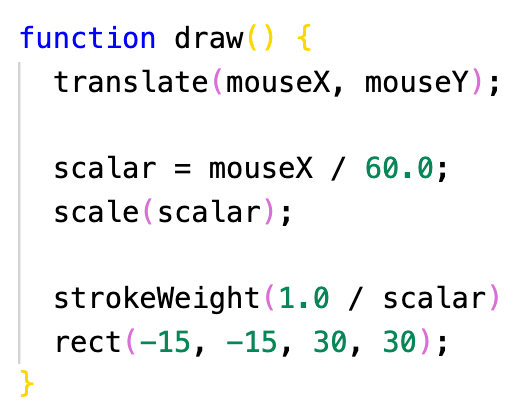 function draw() {
translate(mouseX, mouseY);
scalar = mouseX / 60.0;
scale(scalar);
strokeWeight(1.0 / scalar)
rect(-15, -15, 30, 30);
}